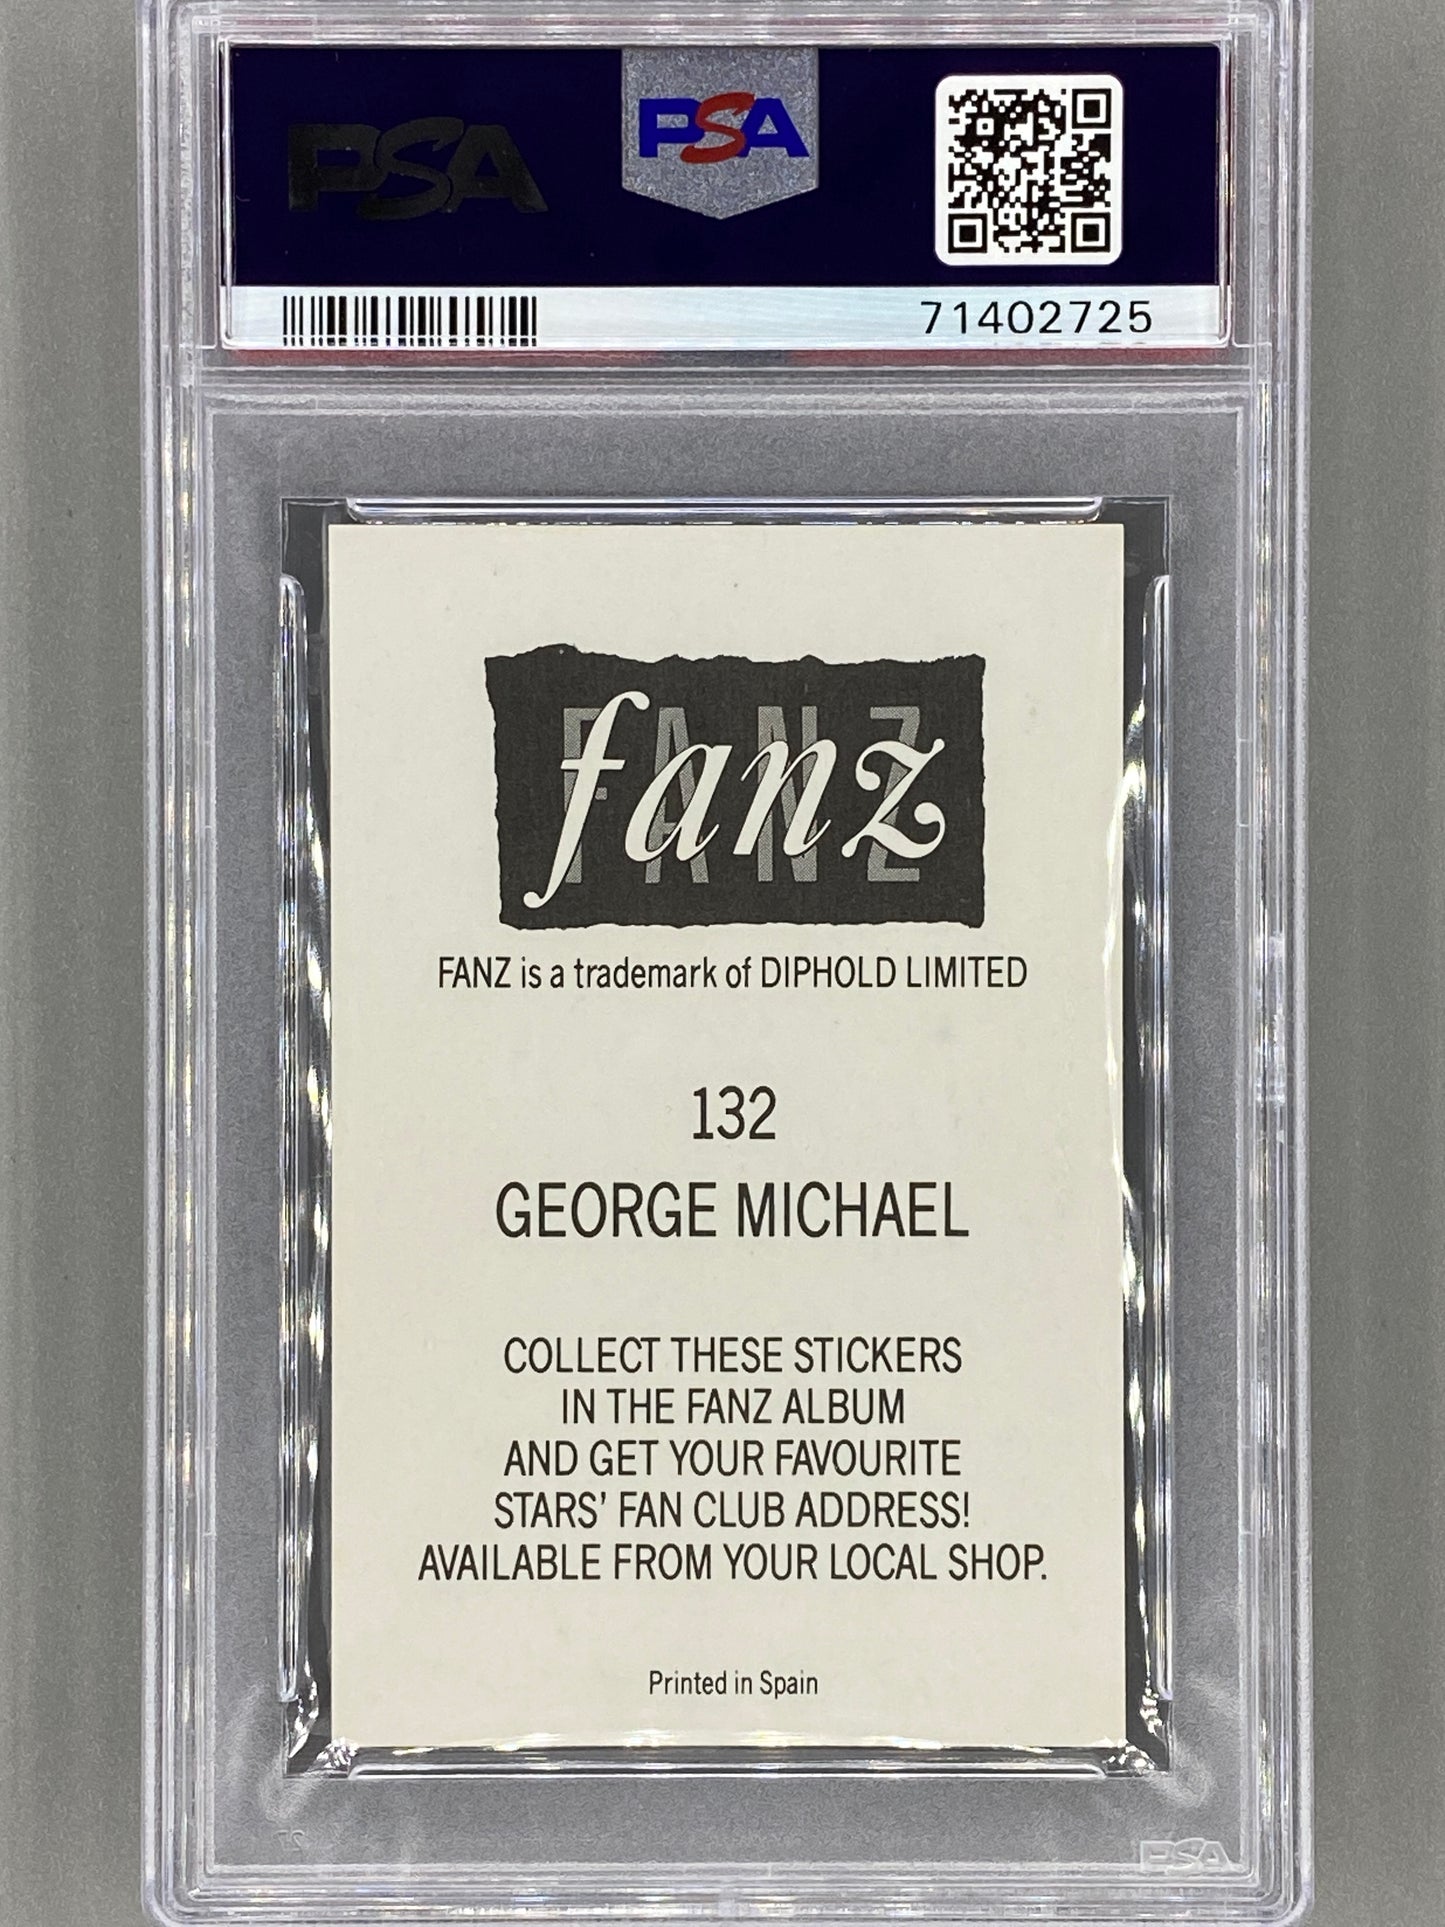 PSA
PSA
71402725
FANZ
fanz
FANZ is a trademark of DIPHOLD LIMITED
132
GEORGE MICHAEL
COLLECT THESE STICKERS
IN THE FANZ ALBUM
AND GET YOUR FAVOURITE
STARS' FAN CLUB ADDRESS!
AVAILABLE FROM YOUR LOCAL SHOP.
Printed in Spain
PSA